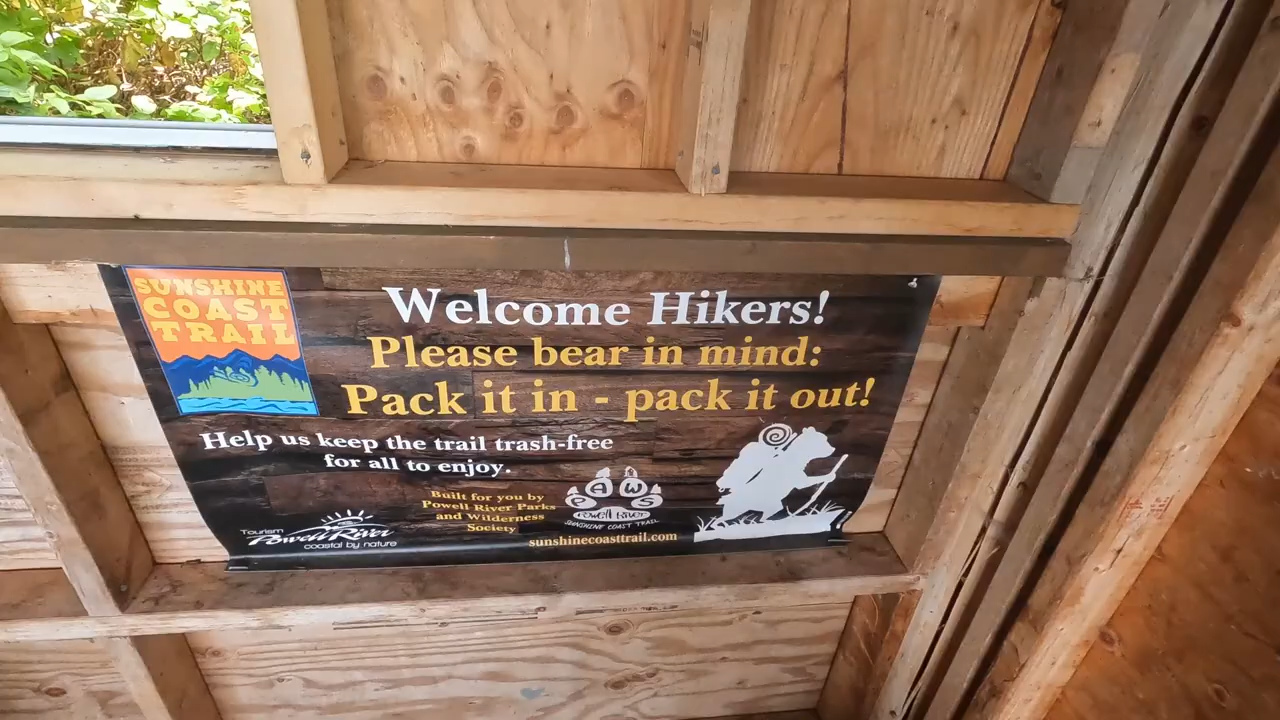 SUNSHINE
COAST
TRAIL
Welcome Hikers!
Please bear in mind:
Pack it in - pack it out!
Help us keep the trail trash-free
for all to enjoy.
Built for you by
Powell River Parks
and Wilderness
Society
Tourism
Powell River
coastal by nature
PAWS
Powell River
SUNSHINE COAST TRAIL
sunshinecoasttrail.com